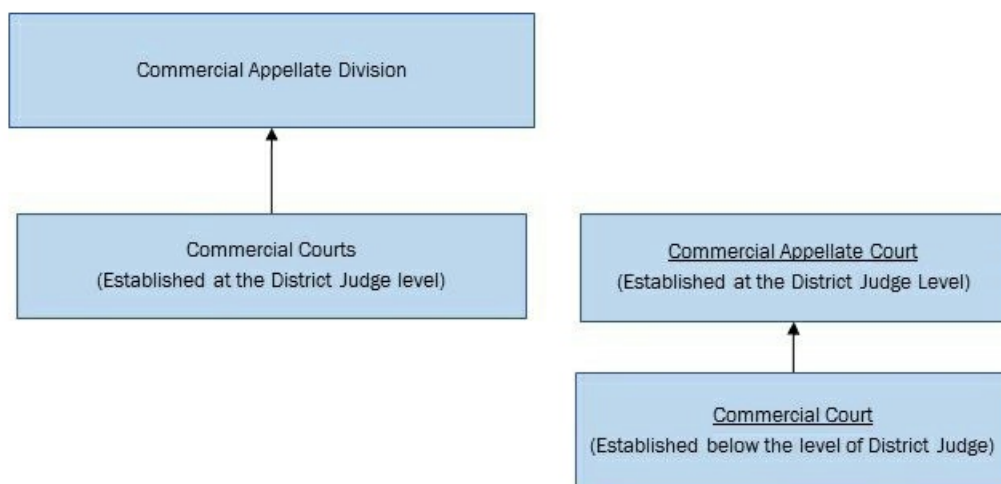 Commercial Appellate Division
Commercial Courts
(Established at the District Judge level)
Commercial Appellate Court
(Established at the District Judge Level)
Commercial Court
(Established below the level of District Judge)